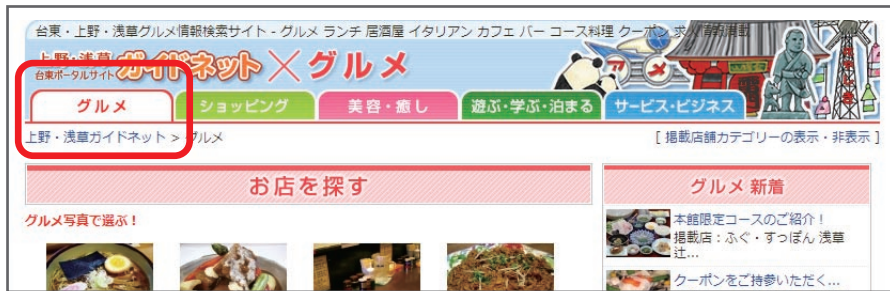 台東・上野・浅草グルメ情報検索サイト - グルメ ランチ 居酒屋 イタリアン カフェ バー コース料理 クーポン 求人情報満載
上野・浅草
台東ポータルサイト ガイドネット×グルメ
グルメ ショッピング 美容・癒し 遊ぶ・学ぶ・泊まる サービス・ビジネス
上野・浅草ガイドネット > グルメ
[ 掲載店舗カテゴリーの表示・非表示 ]
お店を探す
グルメ写真で選ぶ！
グルメ 新着
本館限定コースのご紹介！
掲載店：ふぐ・すっぽん 浅草
辻...
クーポンをご持参いただく...